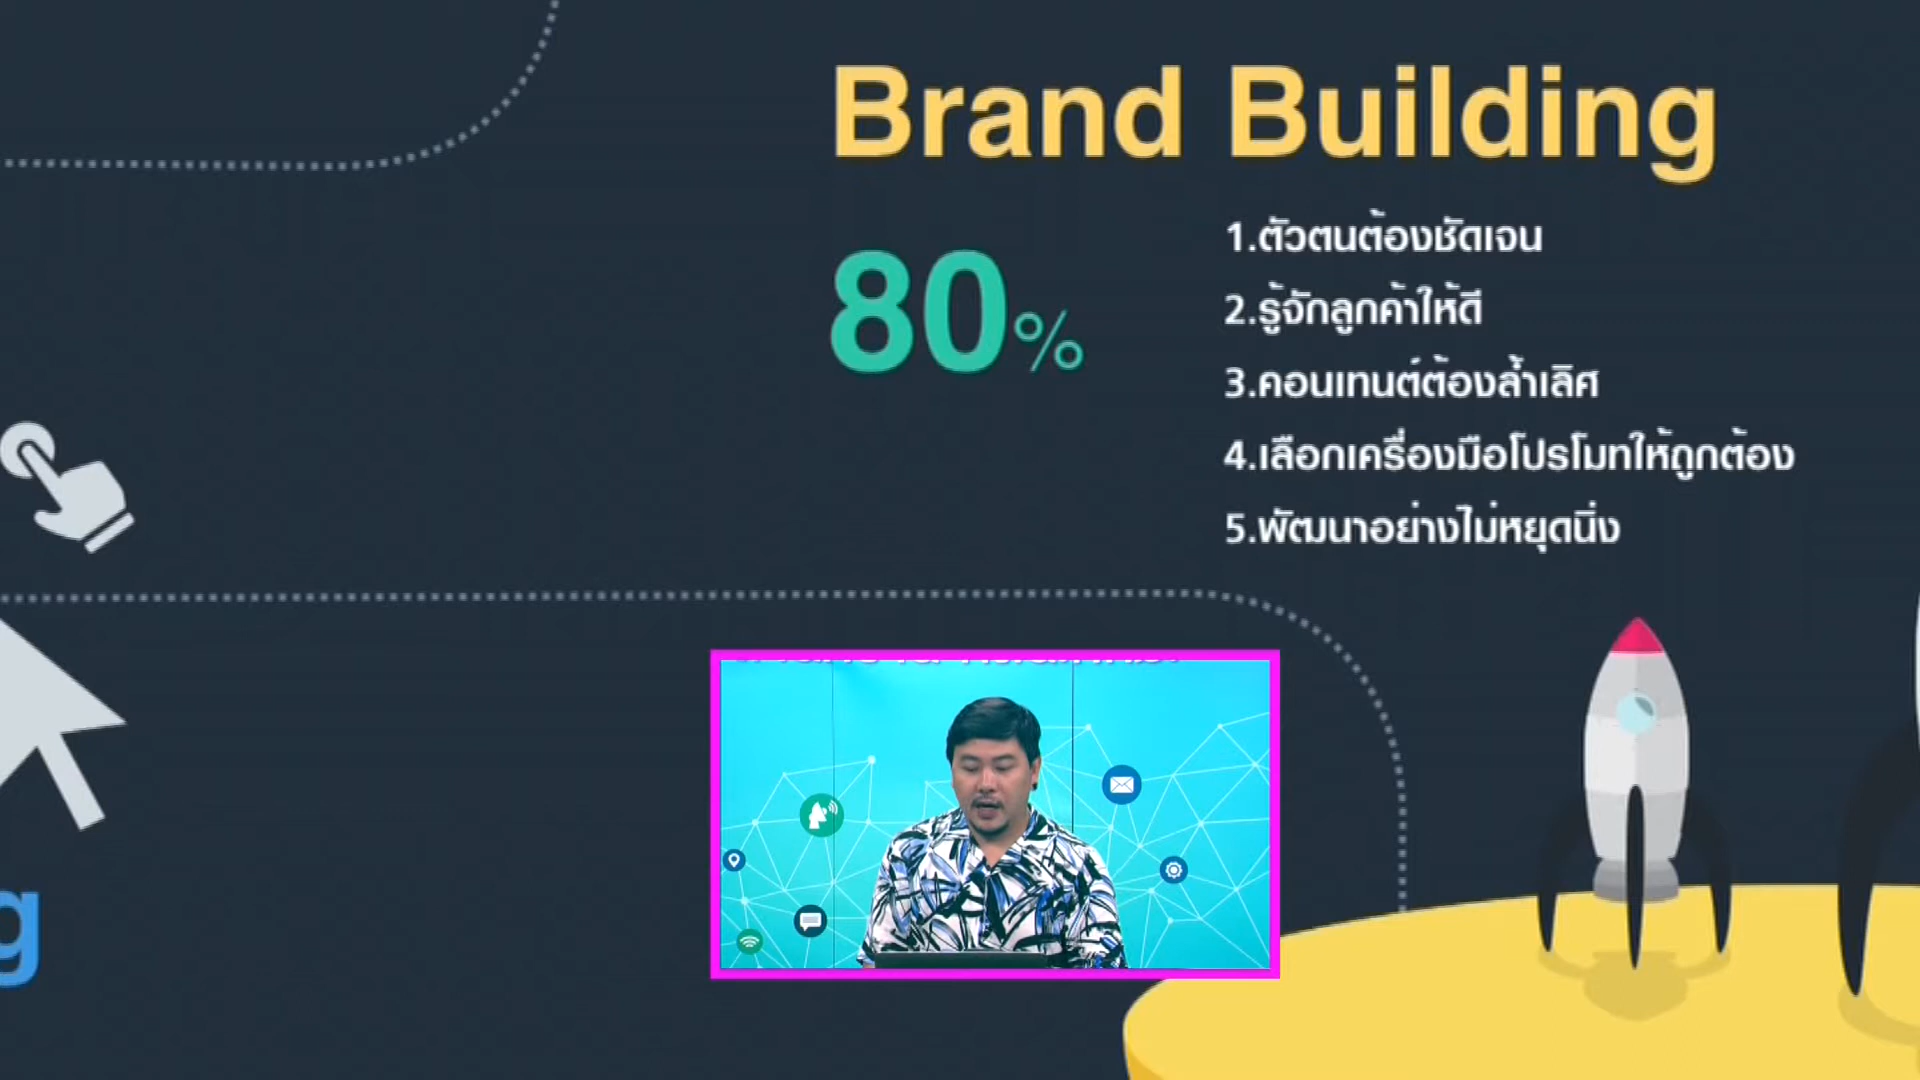 Brand Building
80%
1.ตัวตนต้องชัดเจน
2.รู้จักลูกค้าให้ดี
3.คอนเทนต์ต้องล้ำเลิศ
4.เลือกเครื่องมือโปรโมทให้ถูกต้อง
5.พัฒนาอย่างไม่หยุดนิ่ง
g